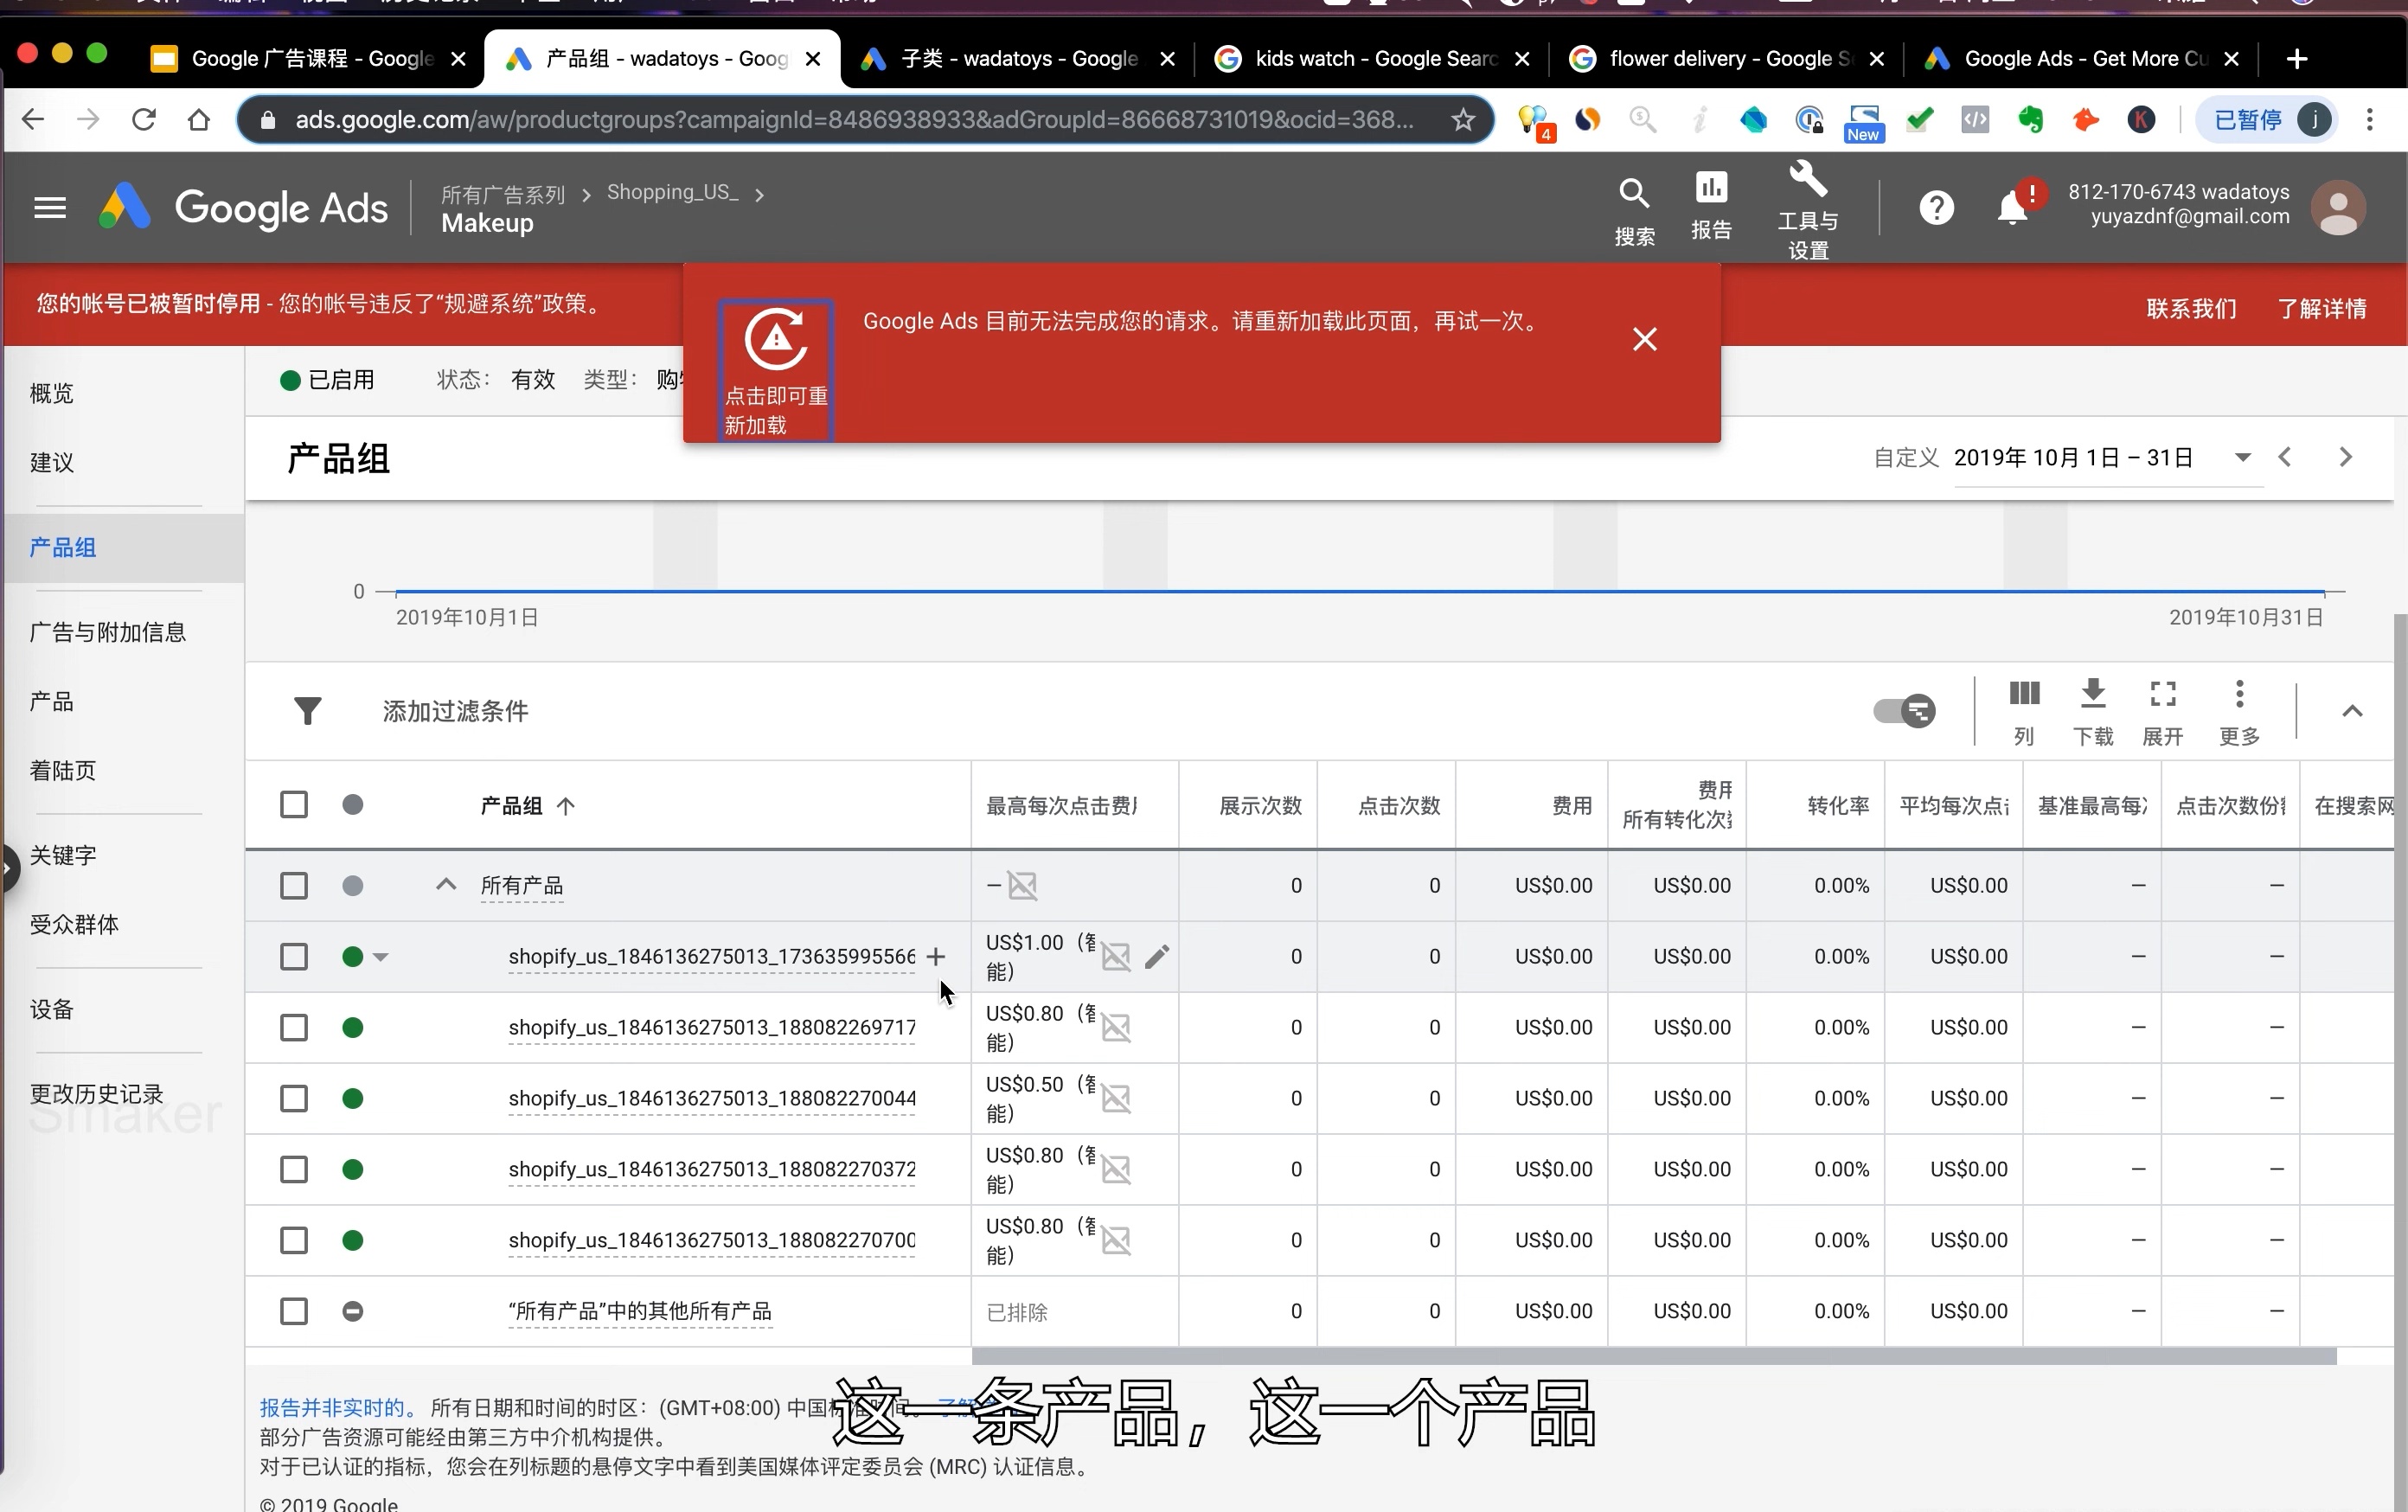 Google 广告课程 - Google
产品组 - wadatoys - Goog
子类 - wadatoys - Google
kids watch - Google Searc
flower delivery - Google S
Google Ads - Get More Cu
ads.google.com/aw/productgroups?campaignId=8486938933&adGroupId=86668731019&ocid=368...
4
New
K
已暂停
j
Google Ads
所有广告系列 > Shopping_US_ >
Makeup
搜索
报告
工具与
设置
812-170-6743 wadatoys
yuyazdnf@gmail.com
您的帐号已被暂时停用 - 您的帐号违反了“规避系统”政策。
Google Ads 目前无法完成您的请求。请重新加载此页面，再试一次。
点击即可重
新加载
联系我们
了解详情
概览
建议
产品组
广告与附加信息
产品
着陆页
关键字
受众群体
设备
更改历史记录
Smaker
已启用
状态： 有效 类型： 购
产品组
自定义 2019年 10月 1日 – 31日
0
2019年10月1日
2019年10月31日
添加过滤条件
列
下载
展开
更多
产品组
最高每次点击费
展示次数
点击次数
费用
费用
所有转化次
转化率
平均每次点
基准最高每
点击次数份
在搜索网
所有产品 – 0 0 US$0.00 US$0.00 0.00% US$0.00 – –
shopify_us_1846136275013_173635995566 US$1.00（智能） 0 0 US$0.00 US$0.00 0.00% US$0.00 – –
shopify_us_1846136275013_188082269717 US$0.80（智能） 0 0 US$0.00 US$0.00 0.00% US$0.00 – –
shopify_us_1846136275013_188082270044 US$0.50（智能） 0 0 US$0.00 US$0.00 0.00% US$0.00 – –
shopify_us_1846136275013_188082270372 US$0.80（智能） 0 0 US$0.00 US$0.00 0.00% US$0.00 – –
shopify_us_1846136275013_188082270700 US$0.80（智能） 0 0 US$0.00 US$0.00 0.00% US$0.00 – –
“所有产品”中的其他所有产品 已排除 0 0 US$0.00 US$0.00 0.00% US$0.00 – –
报告并非实时的。 所有日期和时间的时区：(GMT+08:00) 中国标准时间。
部分广告资源可能经由第三方中介机构提供。
对于已认证的指标，您会在列标题的悬停文字中看到美国媒体评定委员会 (MRC) 认证信息。
© 2019 Google
这一条产品，这一个产品